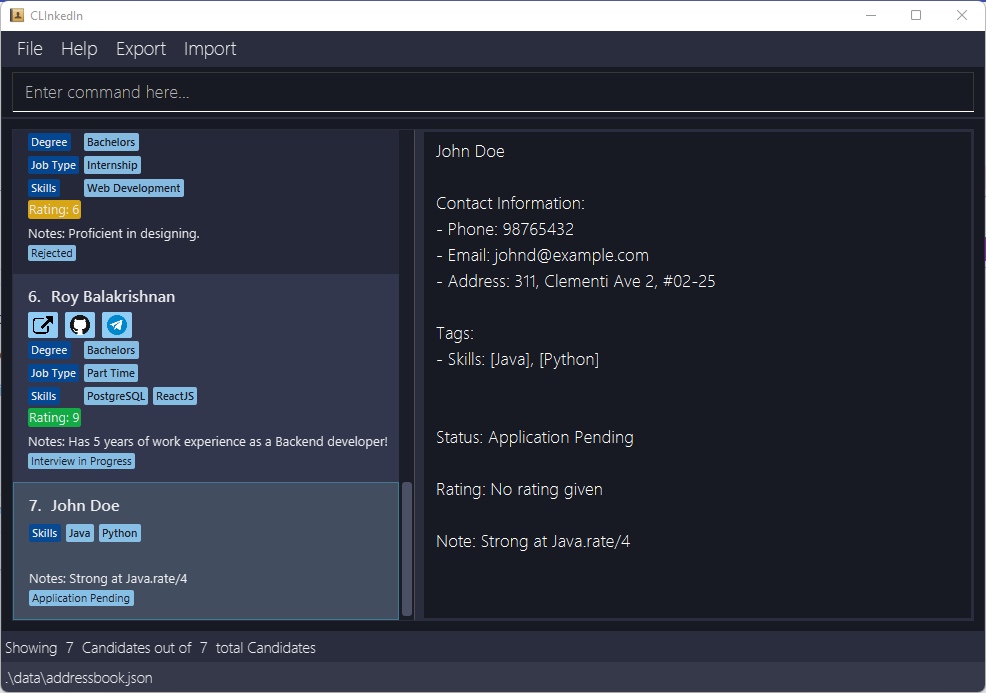 CLInkedIn
File Help Export Import
Enter command here...
Degree Bachelors
Job Type Internship
Skills Web Development
Rating: 6
Notes: Proficient in designing.
Rejected
6. Roy Balakrishnan
Degree Bachelors
Job Type Part Time
Skills PostgreSQL ReactJS
Rating: 9
Notes: Has 5 years of work experience as a Backend developer!
Interview in Progress
7. John Doe
Skills Java Python
Notes: Strong at Java.rate/4
Application Pending
John Doe
Contact Information:
- Phone: 98765432
- Email: johnd@example.com
- Address: 311, Clementi Ave 2, #02-25
Tags:
- Skills: [Java], [Python]
Status: Application Pending
Rating: No rating given
Note: Strong at Java.rate/4
Showing 7 Candidates out of 7 total Candidates
.\data\addressbook.json